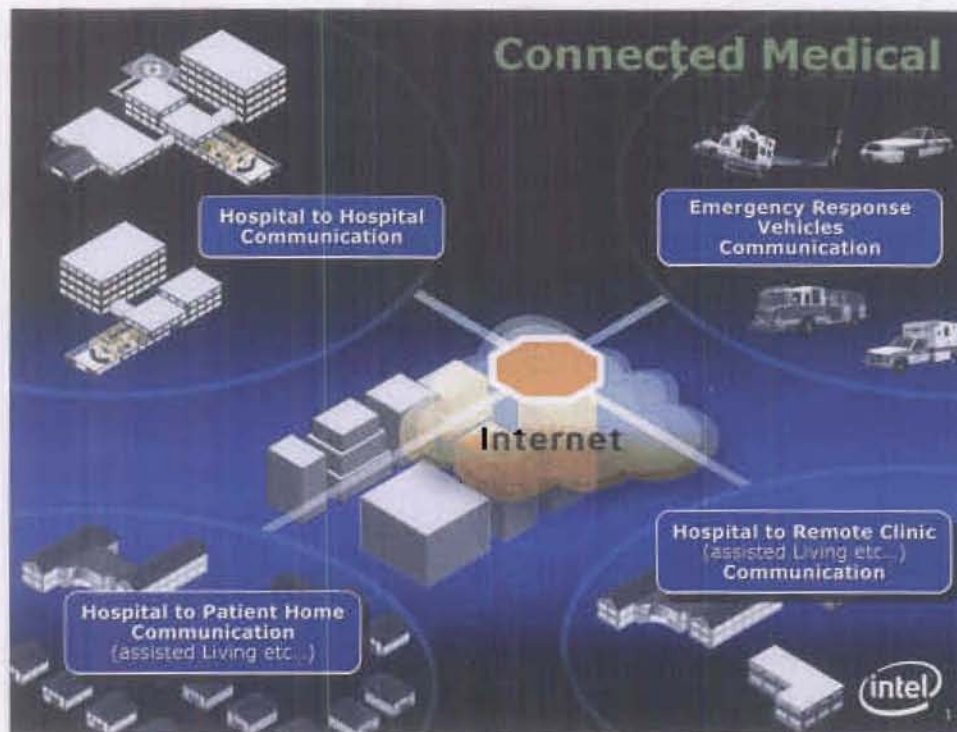 Connected Medical
Hospital to Hospital
Communication
Emergency Response
Vehicles
Communication
Internet
Hospital to Remote Clinic
(assisted Living etc...)
Communication
Hospital to Patient Home
Communication
(assisted Living etc...)
intel
1